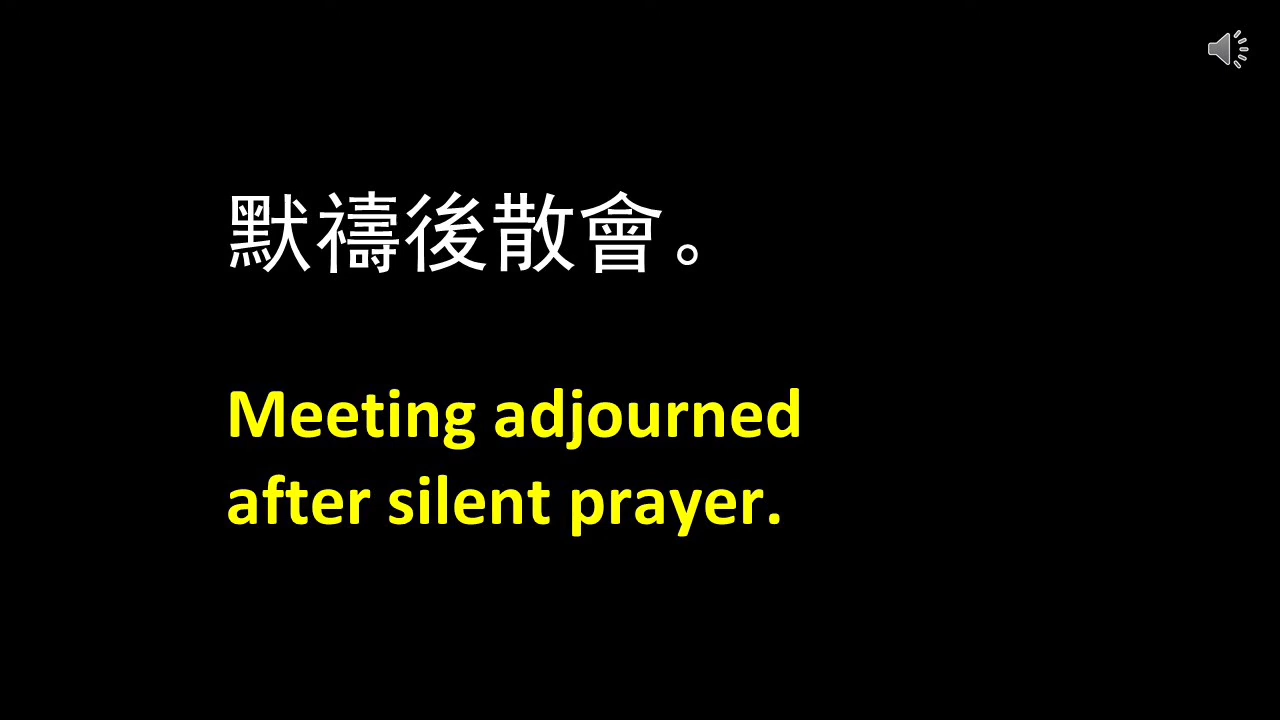 默禱後散會。
Meeting adjourned
after silent prayer.